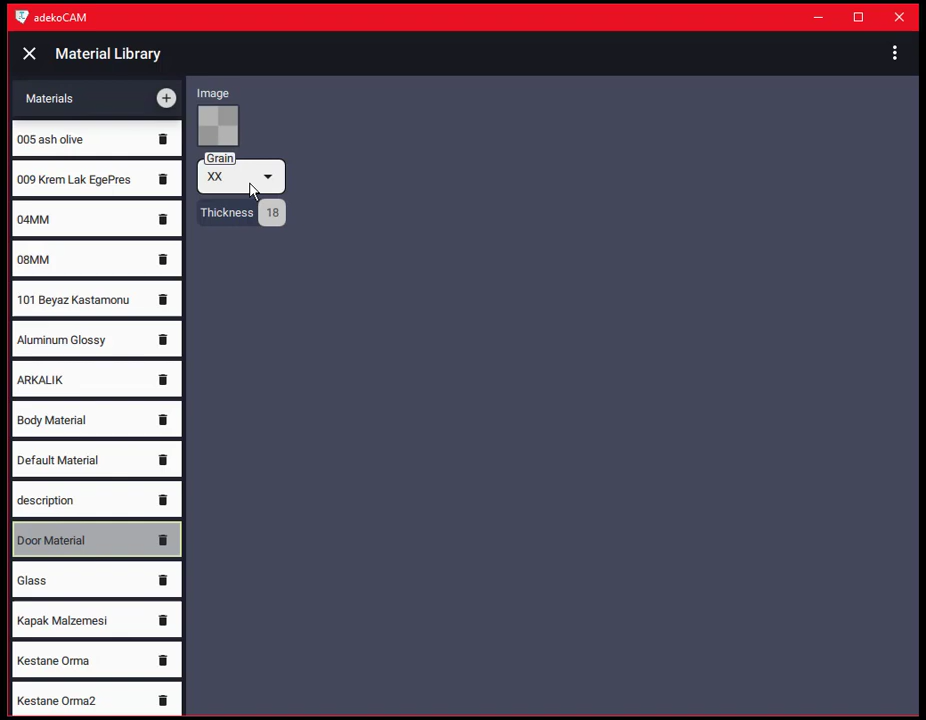 adekoCAM
Material Library
Materials
005 ash olive
009 Krem Lak EgePres
04MM
08MM
101 Beyaz Kastamonu
Aluminum Glossy
ARKALIK
Body Material
Default Material
description
Door Material
Glass
Kapak Malzemesi
Kestane Orma
Kestane Orma2
Image
Grain
XX
Thickness 18